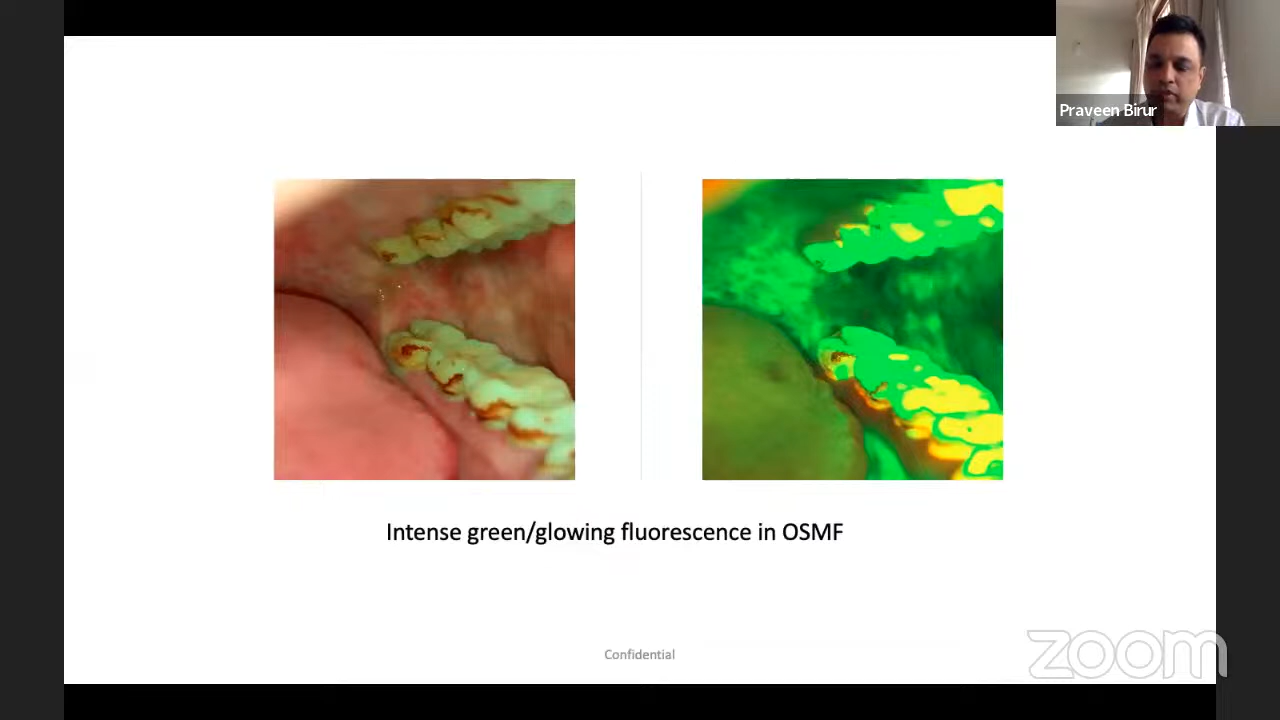 Praveen Birur
Intense green/glowing fluorescence in OSMF
Confidential
zoom